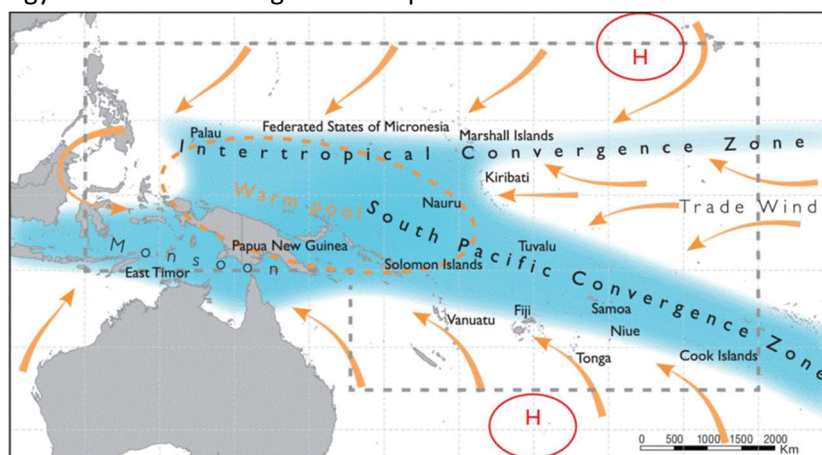 H
Federated States of Micronesia
Marshall Islands
Palau
Intertropical Convergence Zone
Kiribati
Warm pool
Nauru
Trade Wind
South Pacific Convergence Zone
Monsoon
Papua New Guinea
Tuvalu
Solomon Islands
East Timor
Samoa
Fiji
Vanuatu
Niue
Tonga
Cook Islands
H
0 500 1000 1500 2000
Km